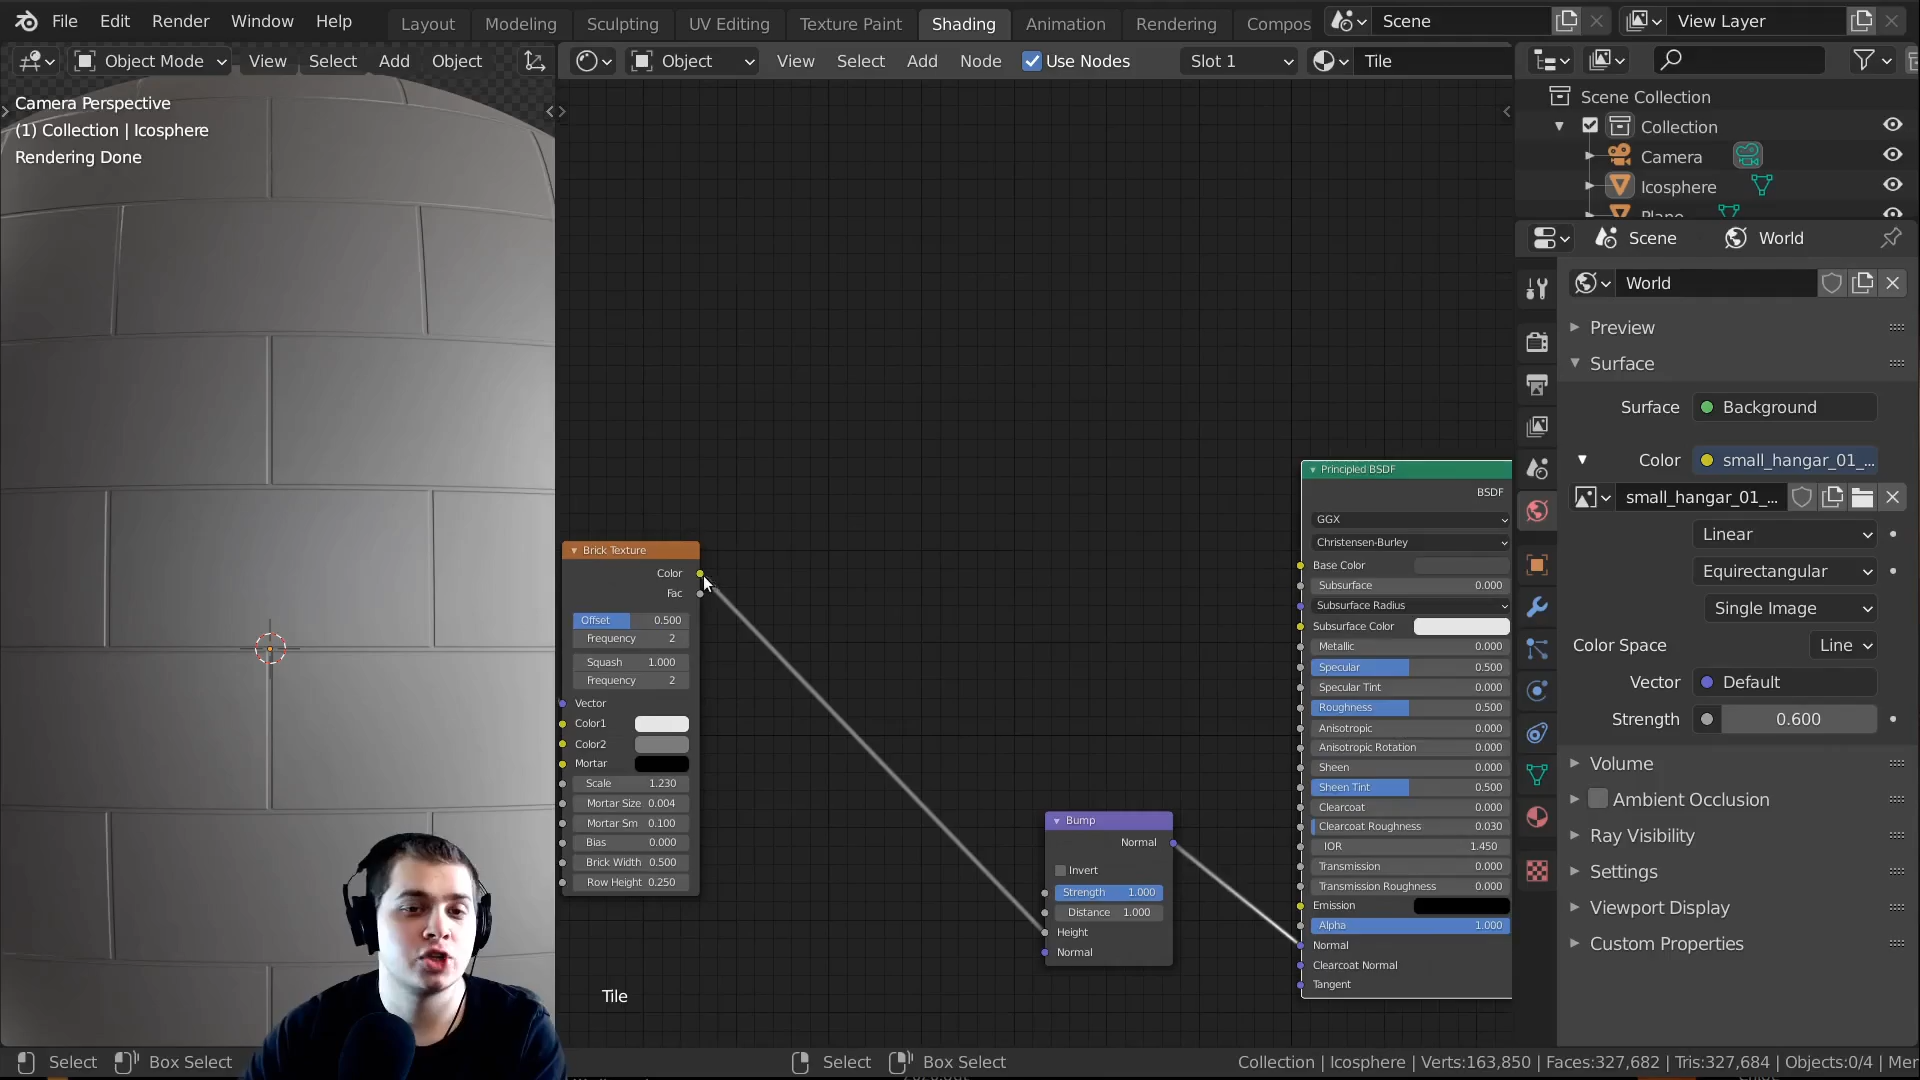 File Edit Render Window Help
Layout Modeling Sculpting UV Editing Texture Paint Shading Animation Rendering Compos
Scene
View Layer
Object Mode View Select Add Object
Object View Select Add Node Use Nodes Slot 1 Tile
Camera Perspective
(1) Collection | Icosphere
Rendering Done
Scene Collection
Collection
Camera
Icosphere
Plane
Scene World
World
Preview
Surface
Surface Background
Color small_hangar_01_...
small_hangar_01_...
Linear
Equirectangular
Single Image
Color Space Line
Vector Default
Strength 0.600
Volume
Ambient Occlusion
Ray Visibility
Settings
Viewport Display
Custom Properties
Brick Texture
Color
Fac
Offset 0.500
Frequency 2
Squash 1.000
Frequency 2
Vector
Color1
Color2
Mortar
Scale 1.230
Mortar Size 0.004
Mortar Sm 0.100
Bias 0.000
Brick Width 0.500
Row Height 0.250
Bump
Normal
Invert
Strength 1.000
Distance 1.000
Height
Normal
Principled BSDF
BSDF
GGX
Christensen-Burley
Base Color
Subsurface 0.000
Subsurface Radius
Subsurface Color
Metallic 0.000
Specular 0.500
Specular Tint 0.000
Roughness 0.500
Anisotropic 0.000
Anisotropic Rotation 0.000
Sheen 0.000
Sheen Tint 0.500
Clearcoat 0.000
Clearcoat Roughness 0.030
IOR 1.450
Transmission 0.000
Transmission Roughness 0.000
Emission
Alpha 1.000
Normal
Clearcoat Normal
Tangent
Tile
Select Box Select Select Box Select Collection | Icosphere | Verts:163,850 | Faces:327,682 | Tris:327,684 | Objects:0/4 | Mer